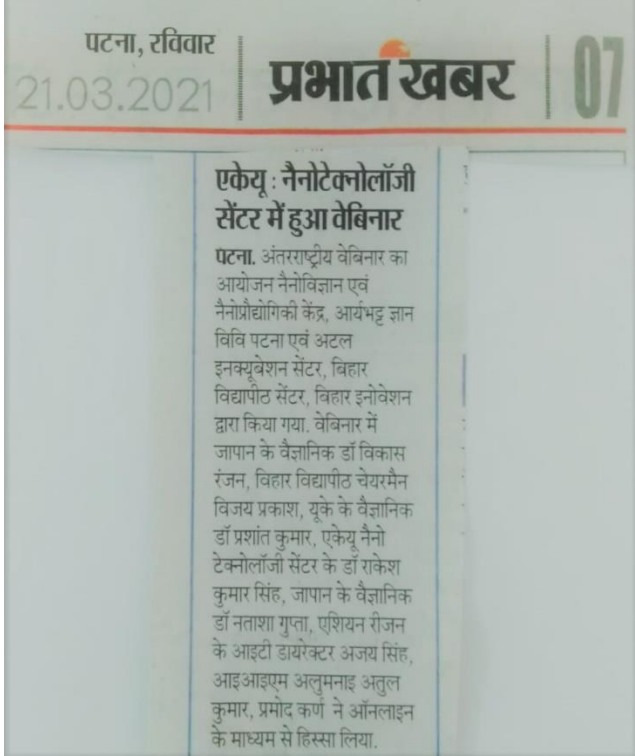 पटना, रविवार
21.03.2021
प्रभात खबर
07
एकेयू : नैनोटेक्नोलॉजी
सेंटर में हुआ वेबिनार
पटना. अंतरराष्ट्रीय वेबिनार का
आयोजन नैनोविज्ञान एवं
नैनोप्रौद्योगिकी केंद्र, आर्यभट्ट ज्ञान
विवि पटना एवं अटल
इनक्यूबेशन सेंटर, बिहार
विद्यापीठ सेंटर, बिहार इनोवेशन
द्वारा किया गया. वेबिनार में
जापान के वैज्ञानिक डॉ विकास
रंजन, विहार विद्यापीठ चेयरमैन
विजय प्रकाश, यूके के वैज्ञानिक
डॉ प्रशांत कुमार, एकेयू नैनो
टेक्नोलॉजी सेंटर के डॉ राकेश
कुमार सिंह, जापान के वैज्ञानिक
डॉ नताशा गुप्ता, एशियन रीजन
के आइटी डायरेक्टर अजय सिंह,
आइआइएम अलुमनाइ अतुल
कुमार, प्रमोद कर्ण ने ऑनलाइन
के माध्यम से हिस्सा लिया.